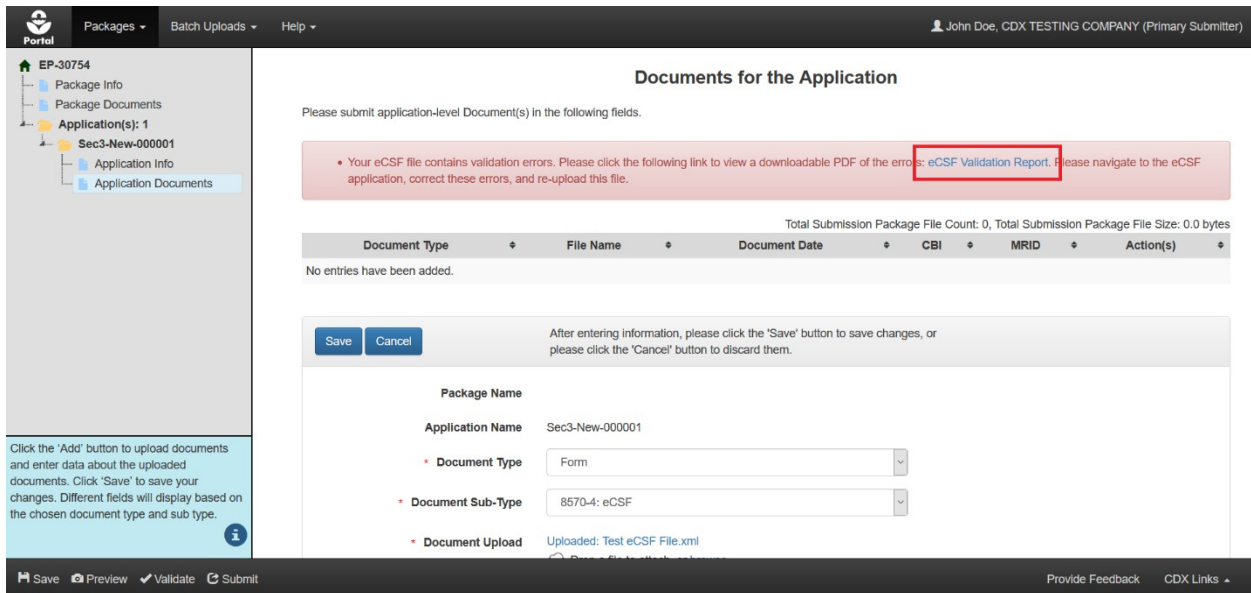 Portal
Packages
Batch Uploads
Help
John Doe, CDX TESTING COMPANY (Primary Submitter)
EP-30754
Package Info
Package Documents
Application(s): 1
Sec3-New-000001
Application Info
Application Documents
Click the 'Add' button to upload documents
and enter data about the uploaded
documents. Click 'Save' to save your
changes. Different fields will display based on
the chosen document type and sub type.
Documents for the Application
Please submit application-level Document(s) in the following fields.
• Your eCSF file contains validation errors. Please click the following link to view a downloadable PDF of the errors: eCSF Validation Report. Please navigate to the eCSF
application, correct these errors, and re-upload this file.
Total Submission Package File Count: 0, Total Submission Package File Size: 0.0 bytes
Document Type File Name Document Date CBI MRID Action(s)
No entries have been added.
Save Cancel
After entering information, please click the 'Save' button to save changes, or
please click the 'Cancel' button to discard them.
Package Name
Application Name Sec3-New-000001
* Document Type Form
* Document Sub-Type 8570-4: eCSF
* Document Upload Uploaded: Test eCSF File.xml
Save Preview Validate Submit
Provide Feedback CDX Links